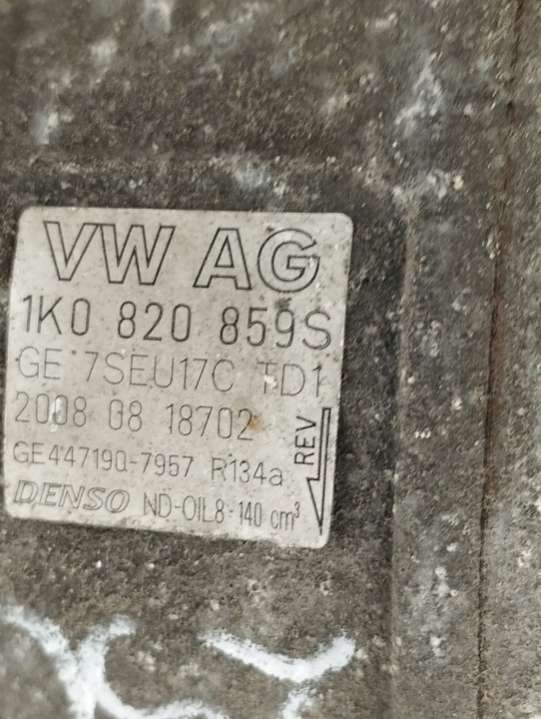 VW AG
1K0 820 859S
GE 7SEU17C TD1
2008 08 18702
GE447190-7957 R134a
REV
DENSO ND-OIL8-140 cm³